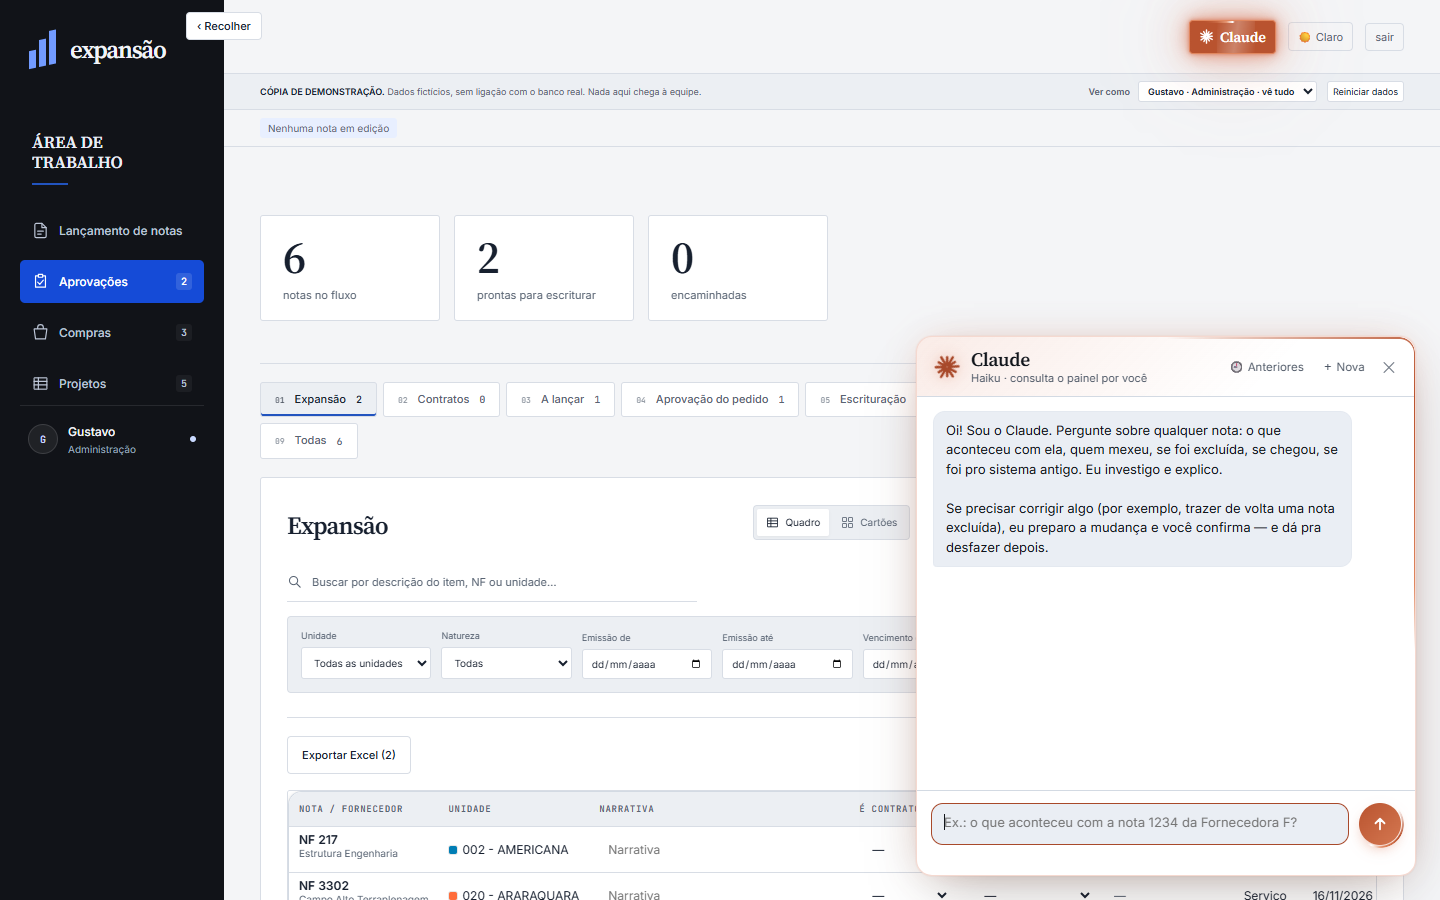 ‹ Recolher
expansão
Claude
Claro
sair
CÓPIA DE DEMONSTRAÇÃO. Dados fictícios, sem ligação com o banco real. Nada aqui chega à equipe.
Ver como
Gustavo · Administração · vê tudo
Reiniciar dados
Nenhuma nota em edição
ÁREA DE
TRABALHO
Lançamento de notas
Aprovações 2
Compras 3
Projetos 5
G
Gustavo
Administração
6
notas no fluxo
2
prontas para escriturar
0
encaminhadas
01 Expansão 2
02 Contratos 0
03 A lançar 1
04 Aprovação do pedido 1
05 Escrituração
09 Todas 6
Expansão
Quadro
Cartões
Buscar por descrição do item, NF ou unidade...
Unidade
Todas as unidades
Natureza
Todas
Emissão de
dd/mm/aaaa
Emissão até
dd/mm/aaaa
Vencimento
dd/mm/a
Exportar Excel (2)
NOTA / FORNECEDOR UNIDADE NARRATIVA É CONTRATO
NF 217
Estrutura Engenharia
002 - AMERICANA
Narrativa
—
NF 3302
Campo Alto Terraplenagem
020 - ARARAQUARA
Narrativa
— — — Serviço 16/11/2026
Claude
Haiku · consulta o painel por você
Anteriores
+ Nova
Oi! Sou o Claude. Pergunte sobre qualquer nota: o que
aconteceu com ela, quem mexeu, se foi excluída, se chegou, se
foi pro sistema antigo. Eu investigo e explico.
Se precisar corrigir algo (por exemplo, trazer de volta uma nota
excluída), eu preparo a mudança e você confirma — e dá pra
desfazer depois.
Ex.: o que aconteceu com a nota 1234 da Fornecedora F?